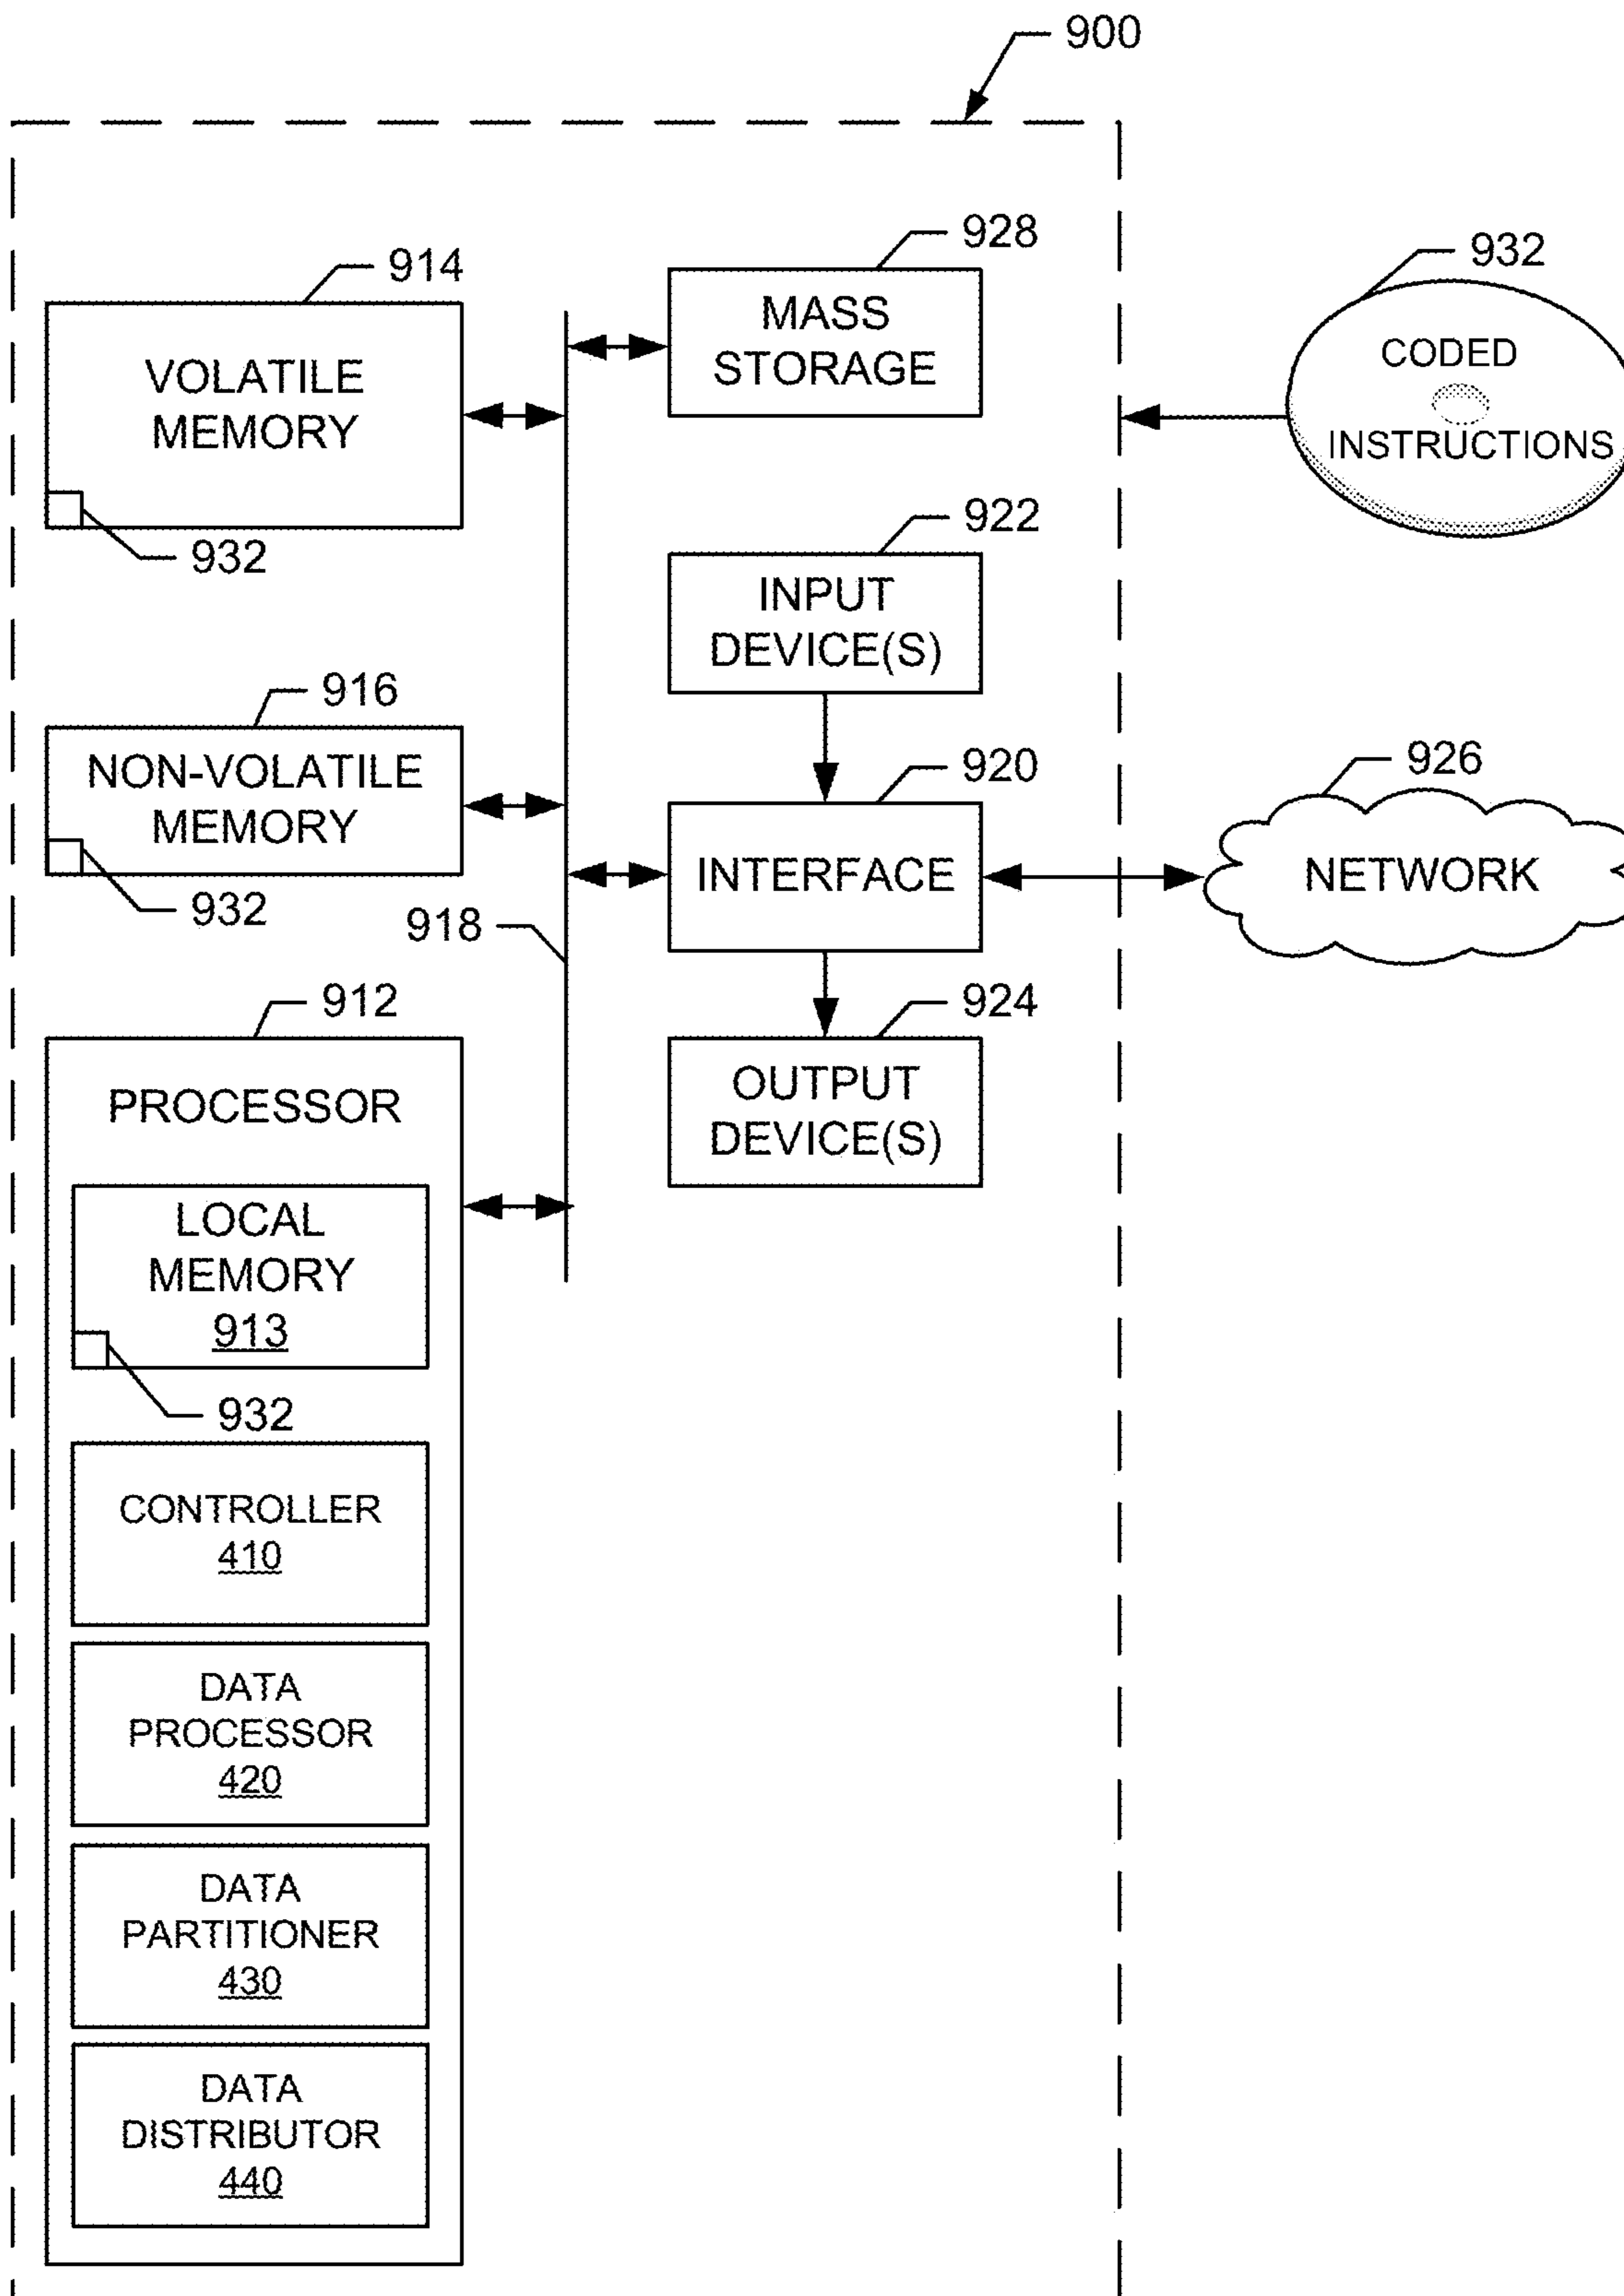 900
914
VOLATILE
MEMORY
932
928
MASS
STORAGE
932
CODED
INSTRUCTIONS
922
INPUT
DEVICE(S)
916
NON-VOLATILE
MEMORY
932
918
920
INTERFACE
926
NETWORK
924
OUTPUT
DEVICE(S)
912
PROCESSOR
LOCAL
MEMORY
913
932
CONTROLLER
410
DATA
PROCESSOR
420
DATA
PARTITIONER
430
DATA
DISTRIBUTOR
440